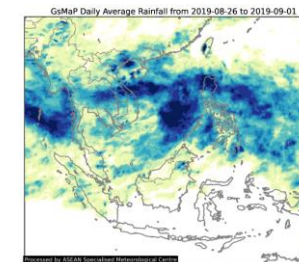 GsMaP Daily Average Rainfall from 2019-08-26 to 2019-09-01
Processed by ASEAN Specialised Meteorological Centre